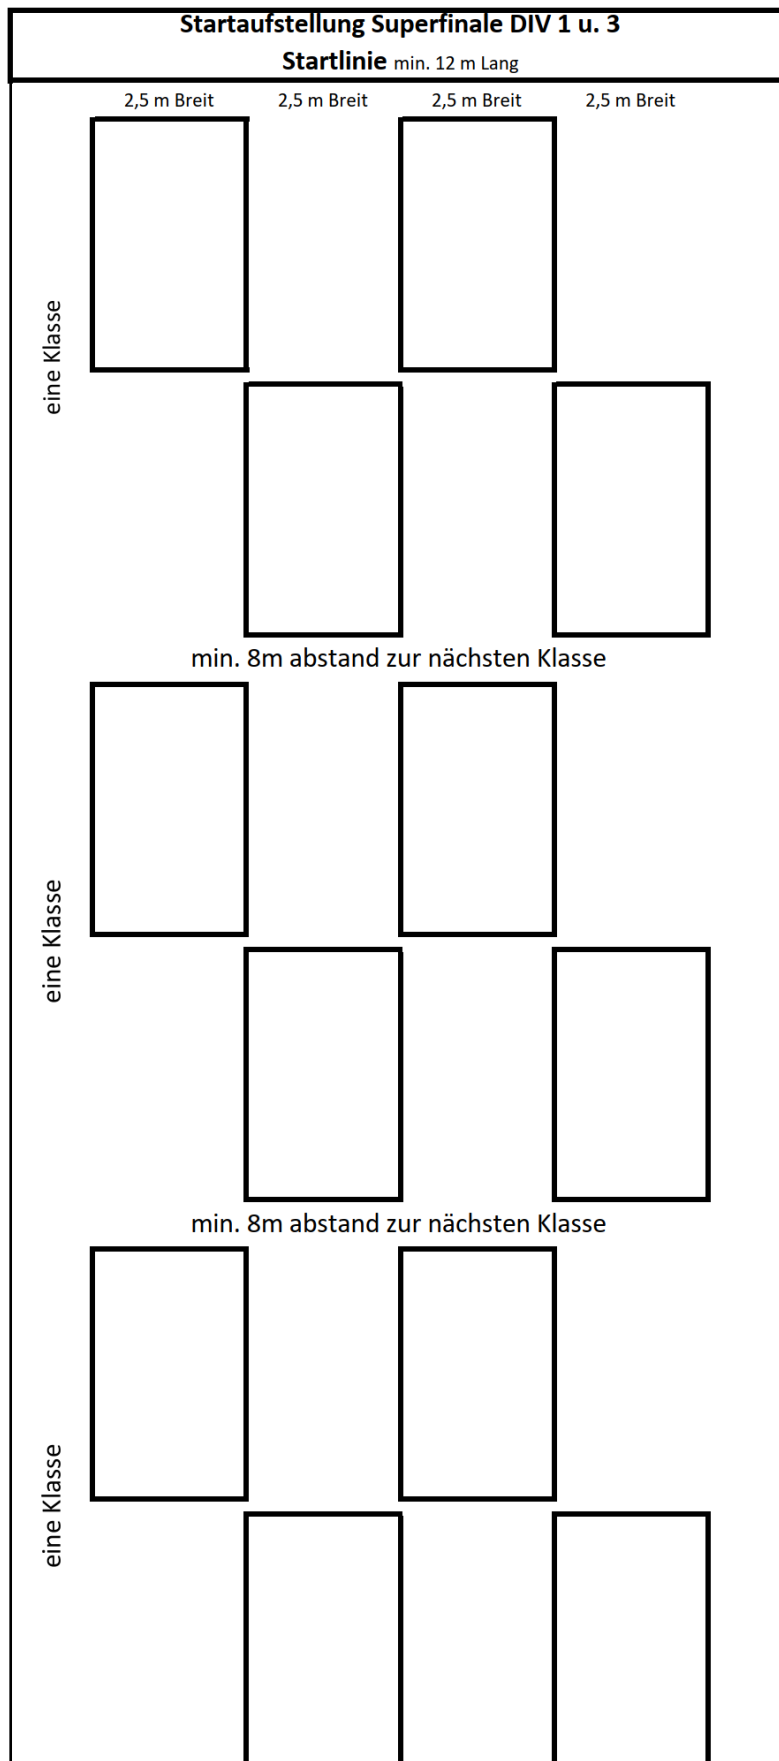 Startaufstellung Superfinale DIV 1 u. 3
Startlinie min. 12 m Lang
2,5 m Breit 2,5 m Breit 2,5 m Breit 2,5 m Breit
eine Klasse
min. 8m abstand zur nächsten Klasse
eine Klasse
min. 8m abstand zur nächsten Klasse
eine Klasse